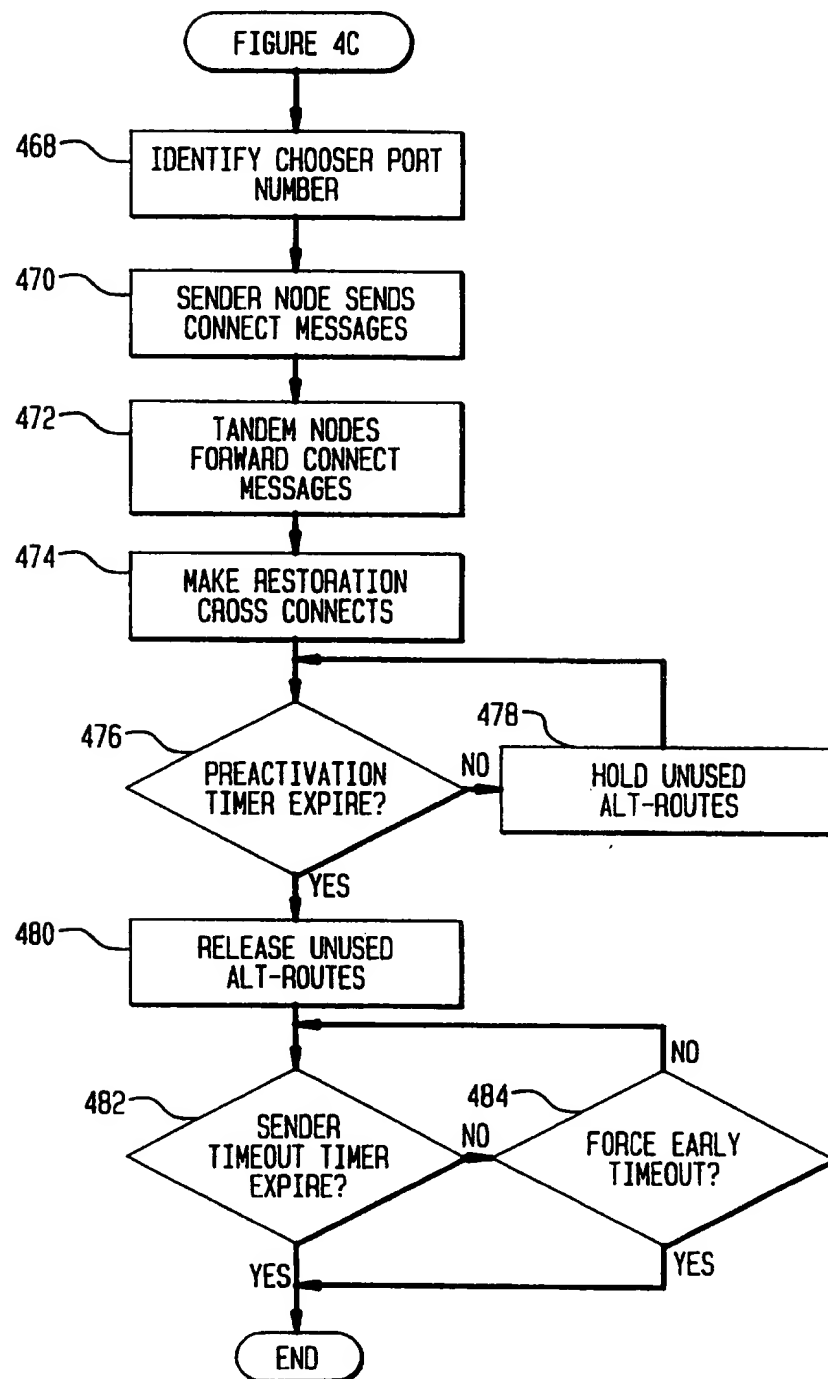 FIGURE 4C
468
IDENTIFY CHOOSER PORT
NUMBER
470
SENDER NODE SENDS
CONNECT MESSAGES
472
TANDEM NODES
FORWARD CONNECT
MESSAGES
474
MAKE RESTORATION
CROSS CONNECTS
476
PREACTIVATION
TIMER EXPIRE?
NO
478
HOLD UNUSED
ALT-ROUTES
YES
480
RELEASE UNUSED
ALT-ROUTES
482
SENDER
TIMEOUT TIMER
EXPIRE?
NO
484
FORCE EARLY
TIMEOUT?
NO
YES
YES
END